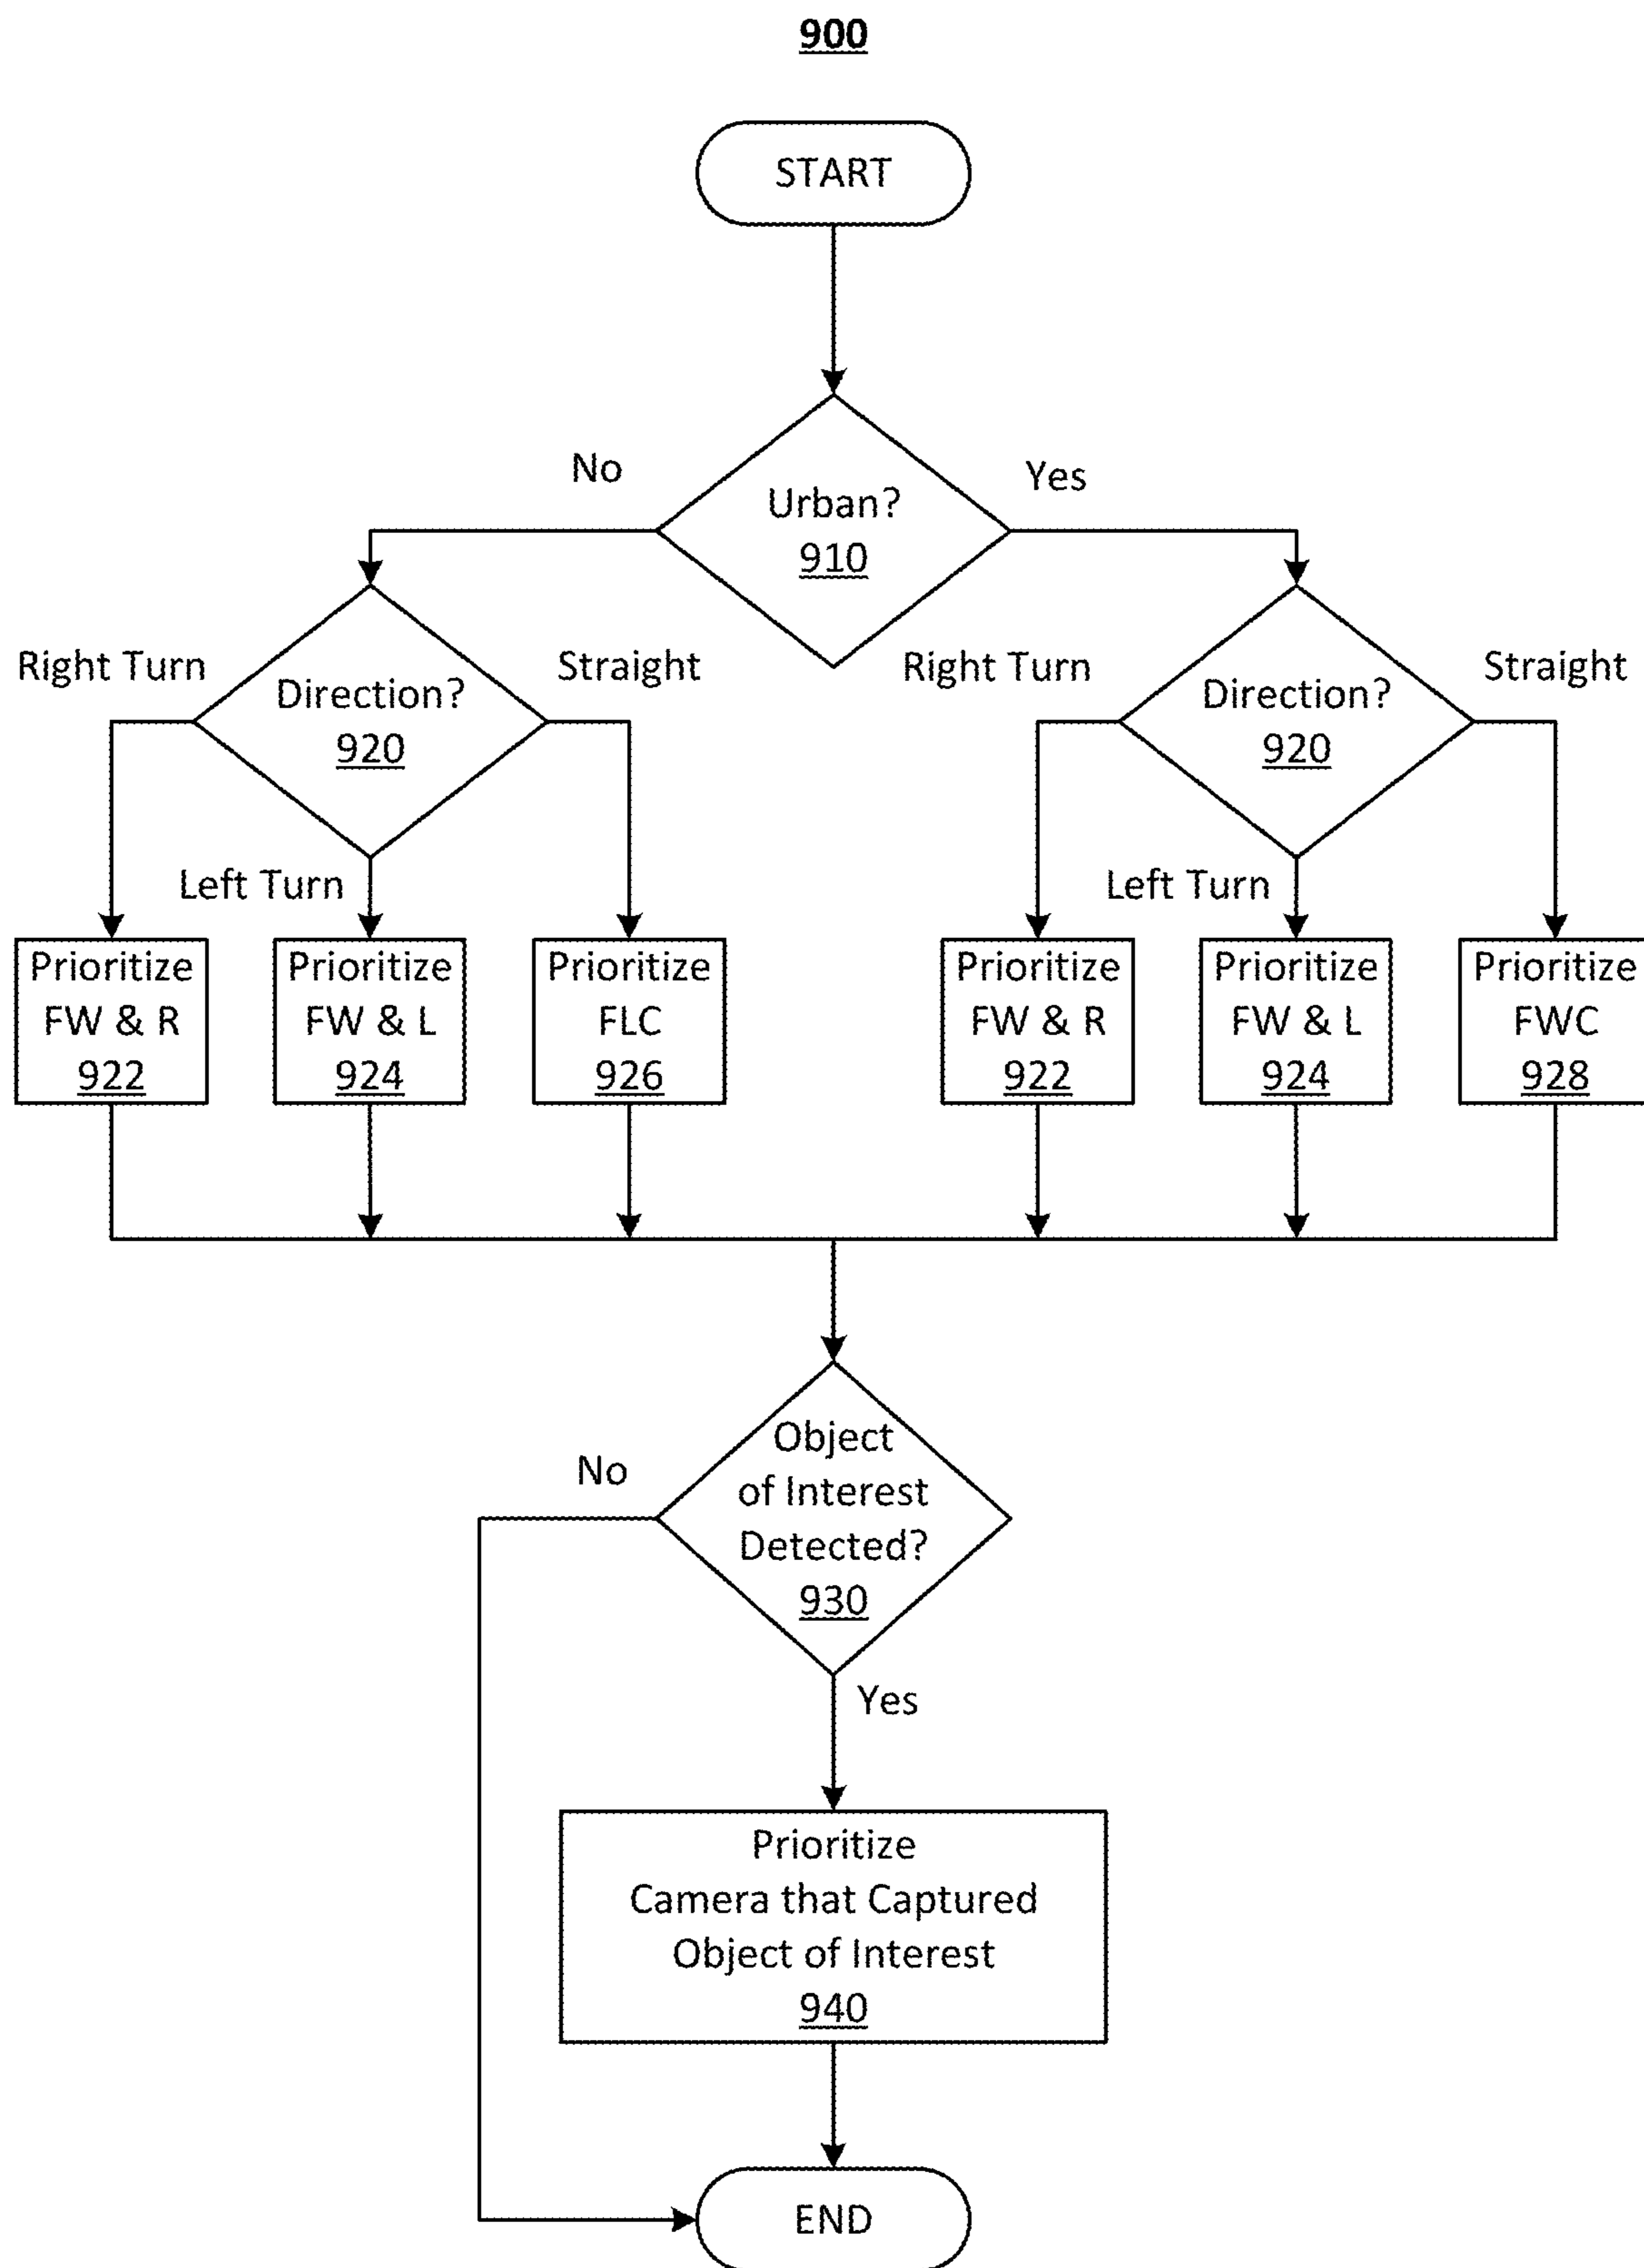 900
START
No
Yes
Urban?
910
Right Turn
Straight
Right Turn
Straight
Direction?
920
Direction?
920
Left Turn
Left Turn
Prioritize
FW & R
922
Prioritize
FW & L
924
Prioritize
FLC
926
Prioritize
FW & R
922
Prioritize
FW & L
924
Prioritize
FWC
928
Object
of Interest
Detected?
930
No
Yes
Prioritize
Camera that Captured
Object of Interest
940
END